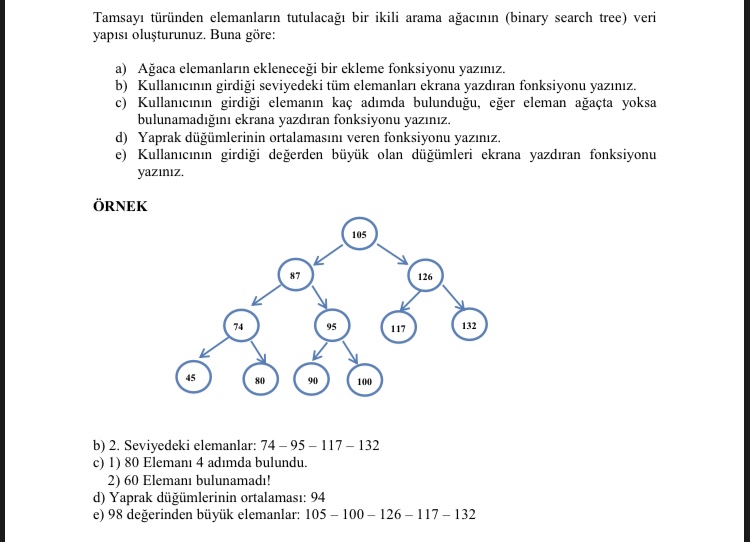 Tamsayı türünden elemanların tutulacağı bir ikili arama ağacının (binary search tree) veri
yapısı oluşturunuz. Buna göre:
a) Ağaca elemanların ekleneceği bir ekleme fonksiyonu yazınız.
b) Kullanıcının girdiği seviyedeki tüm elemanları ekrana yazdıran fonksiyonu yazınız.
c) Kullanıcının girdiği elemanın kaç adımda bulunduğu, eğer eleman ağaçta yoksa
bulunamadığını ekrana yazdıran fonksiyonu yazınız.
d) Yaprak düğümlerinin ortalamasını veren fonksiyonu yazınız.
e) Kullanıcının girdiği değerden büyük olan düğümleri ekrana yazdıran fonksiyonu
yazınız.
ÖRNEK
105
87 126
74 95 117 132
45 80 90 100
b) 2. Seviyedeki elemanlar: 74 – 95 – 117 – 132
c) 1) 80 Elemanı 4 adımda bulundu.
2) 60 Elemanı bulunamadı!
d) Yaprak düğümlerinin ortalaması: 94
e) 98 değerinden büyük elemanlar: 105 – 100 – 126 – 117 – 132